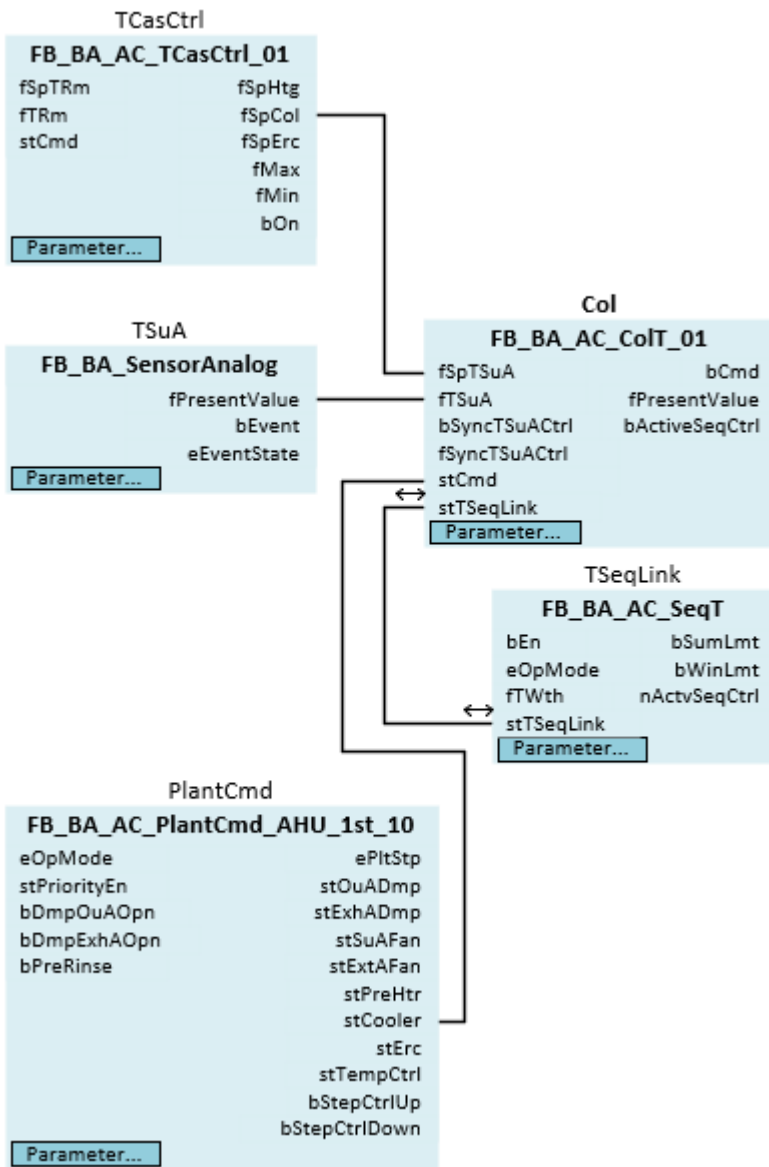 TCasCtrl
FB_BA_AC_TCasCtrl_01
fSpTRm fSpHtg
fTRm fSpCol
stCmd fSpErc
fMax
fMin
bOn
Parameter...
TSuA
FB_BA_SensorAnalog
fPresentValue
bEvent
eEventState
Parameter...
Col
FB_BA_AC_ColT_01
fSpTSuA bCmd
fTSuA fPresentValue
bSyncTSuACtrl bActiveSeqCtrl
fSyncTSuACtrl
stCmd
stTSeqLink
Parameter...
TSeqLink
FB_BA_AC_SeqT
bEn bSumLmt
eOpMode bWinLmt
fTWth nActvSeqCtrl
stTSeqLink
Parameter...
PlantCmd
FB_BA_AC_PlantCmd_AHU_1st_10
eOpMode ePltStp
stPriorityEn stOuADmp
bDmpOuAOpn stExhADmp
bDmpExhAOpn stSuAFan
bPreRinse stExtAFan
stPreHtr
stCooler
stErc
stTempCtrl
bStepCtrlUp
bStepCtrlDown
Parameter...